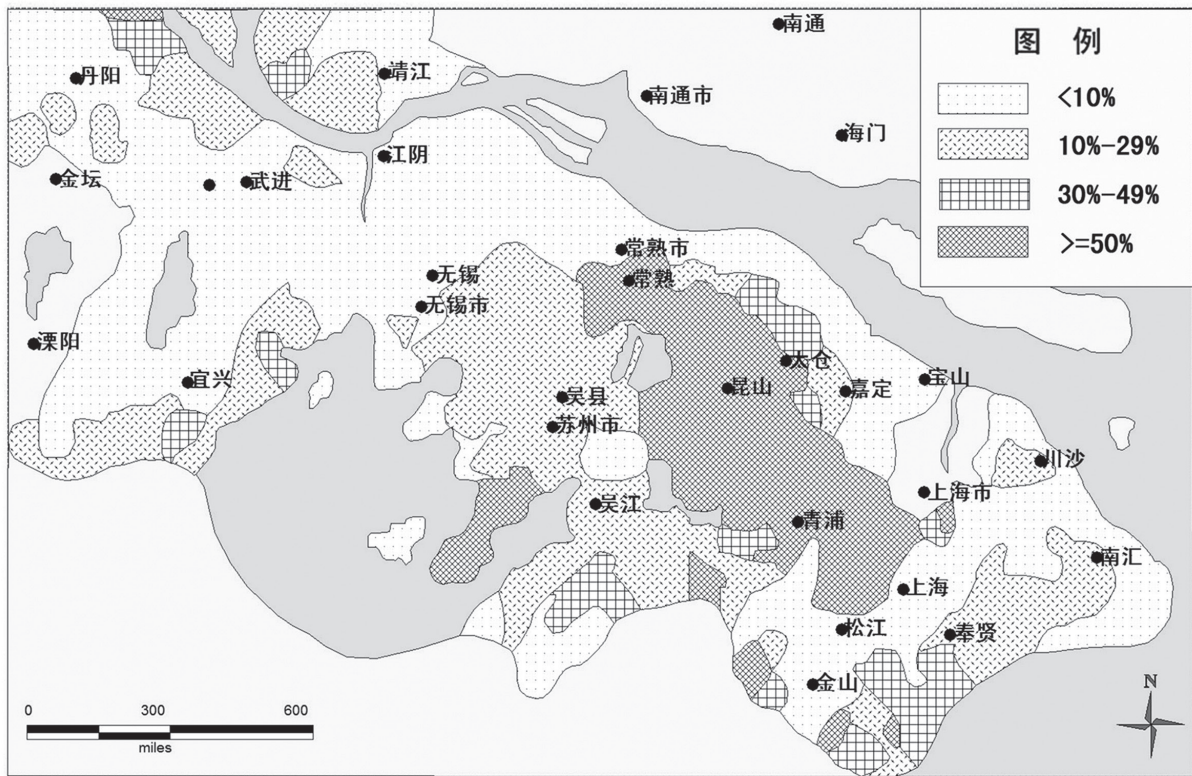 南通
丹阳
靖江
南通市
海门
江阴
金坛
武进
常熟市
无锡
常熟
无锡市
溧阳
太仓
宜兴
昆山
嘉定
宝山
吴县
苏州市
川沙
上海市
吴江
青浦
南汇
上海
松江
奉贤
金山
图 例
<10%
10%-29%
30%-49%
>=50%
0 300 600
miles
N